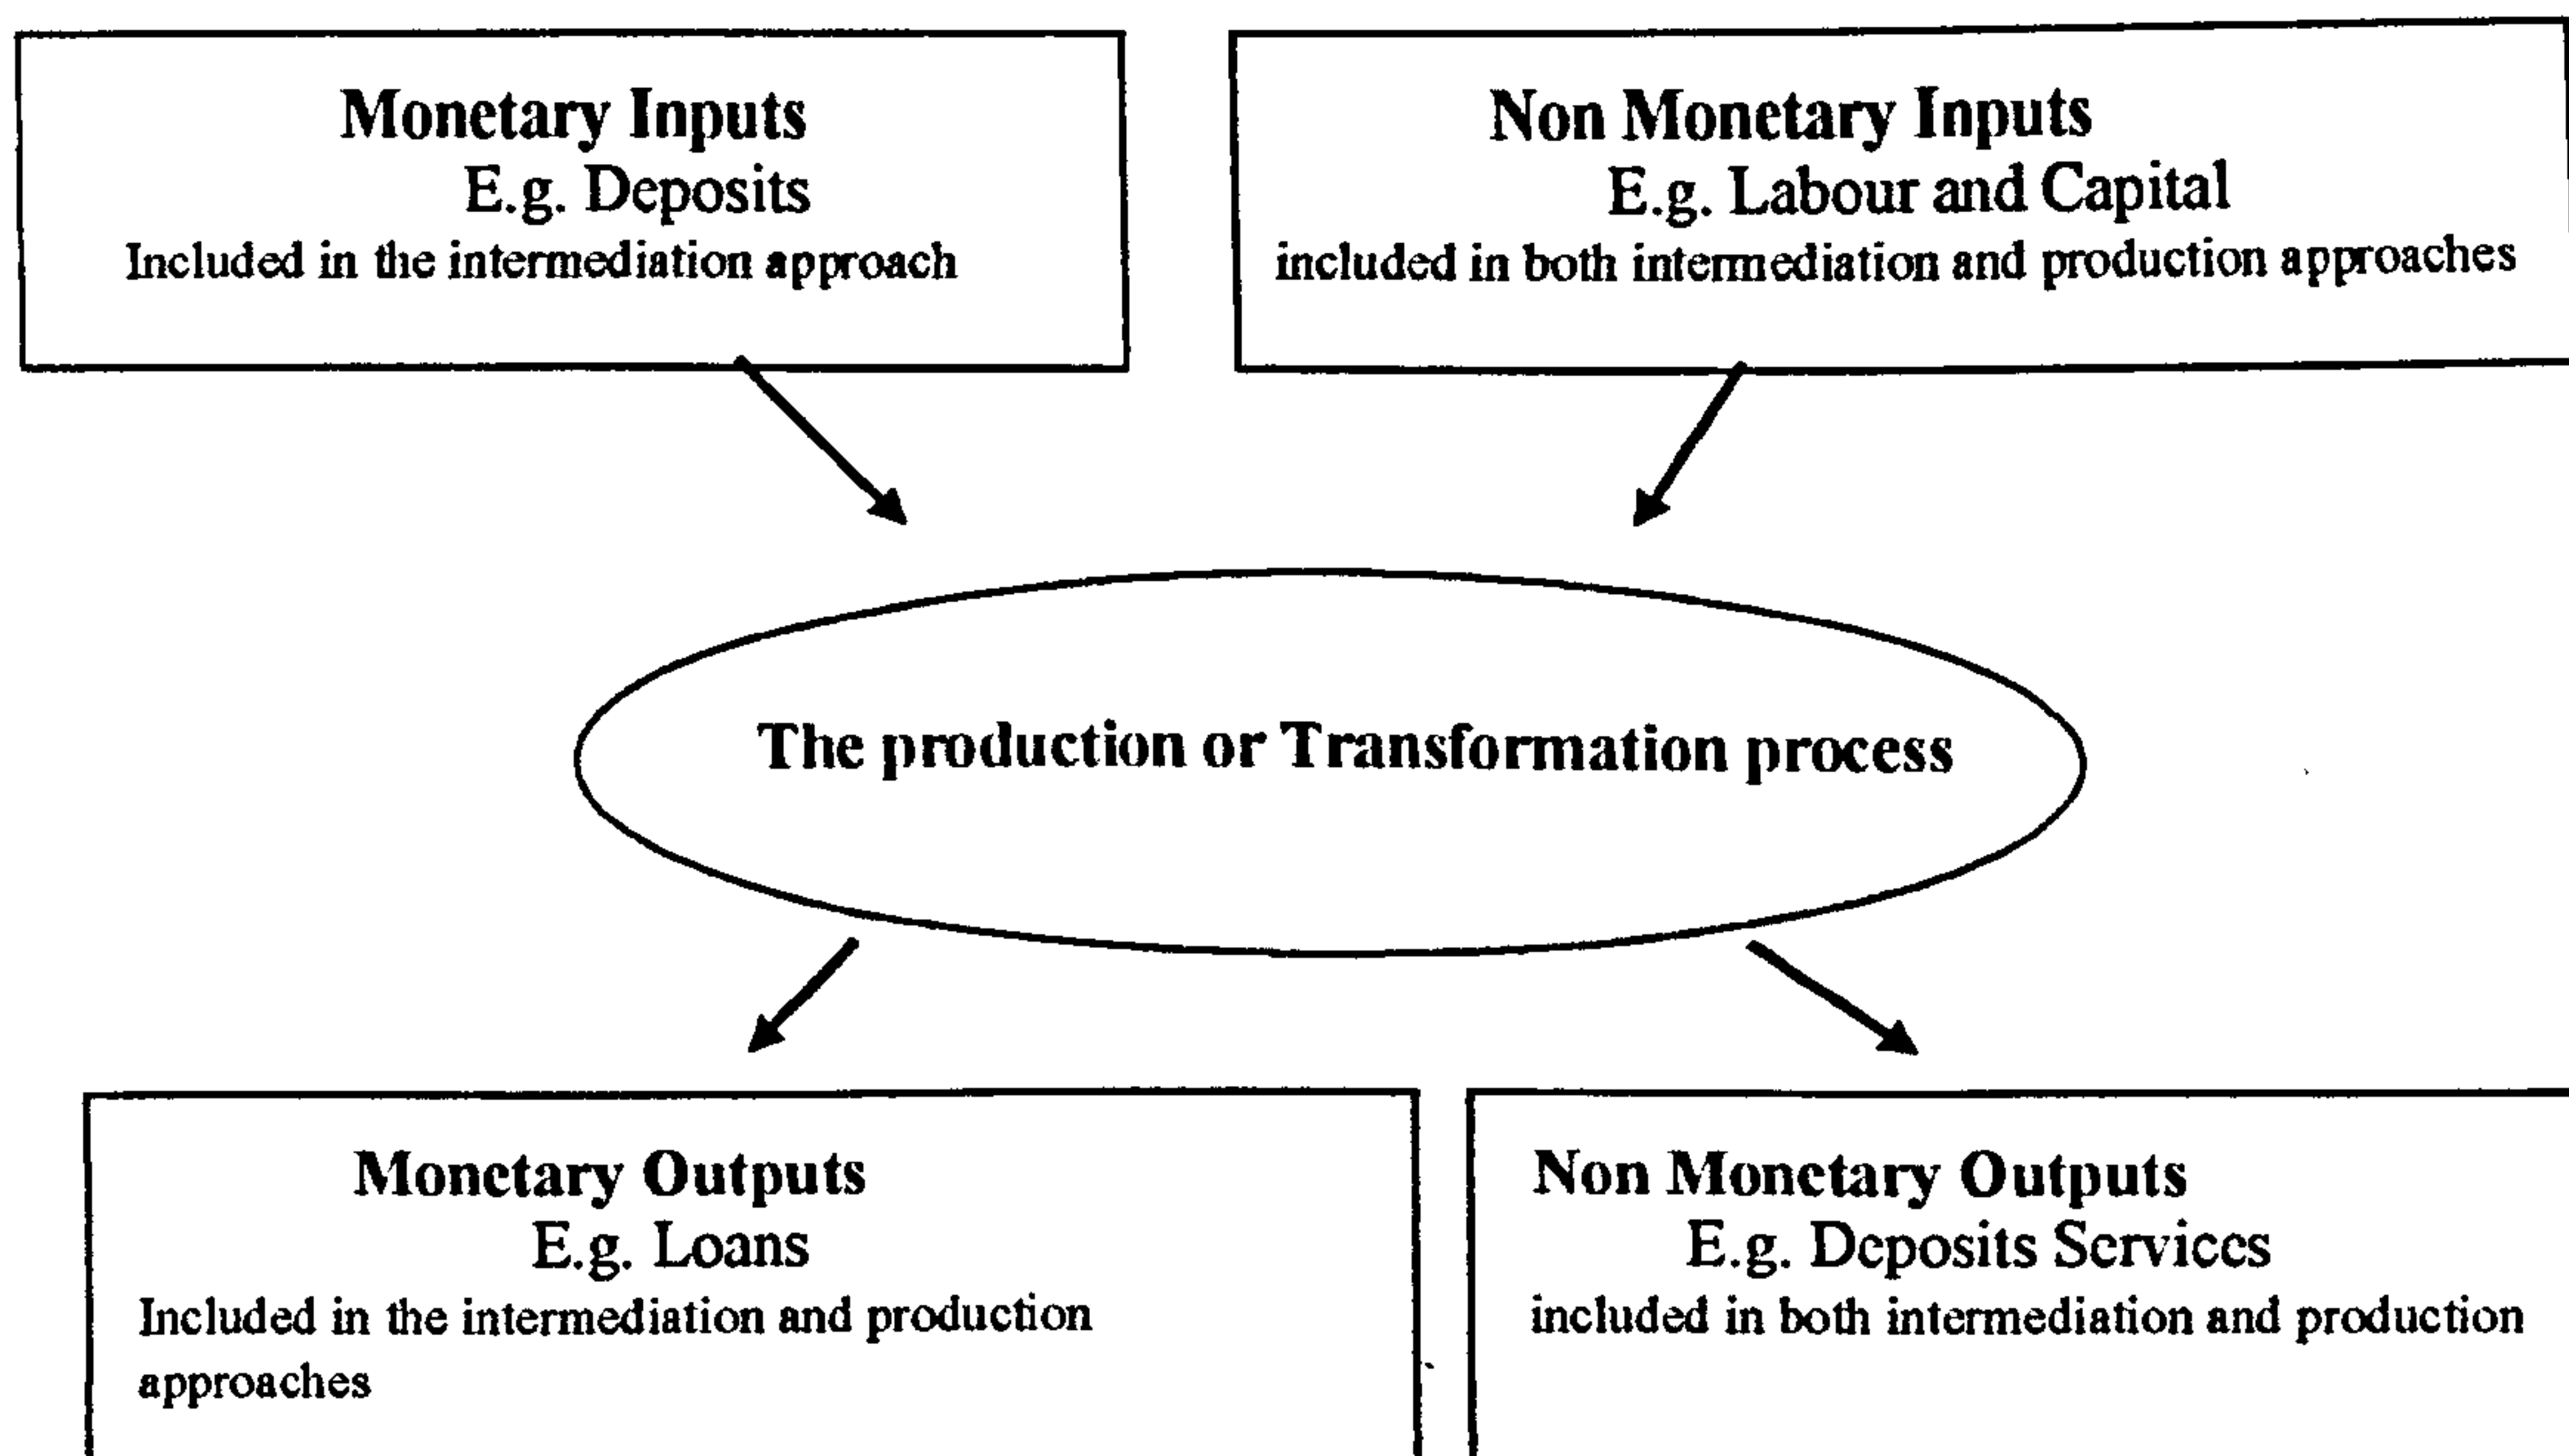 Monetary Inputs
E.g. Deposits
Included in the intermediation approach
Non Monetary Inputs
E.g. Labour and Capital
included in both intermediation and production approaches
The production or Transformation process
Monetary Outputs
E.g. Loans
Included in the intermediation and production
approaches
Non Monetary Outputs
E.g. Deposits Services
included in both intermediation and production